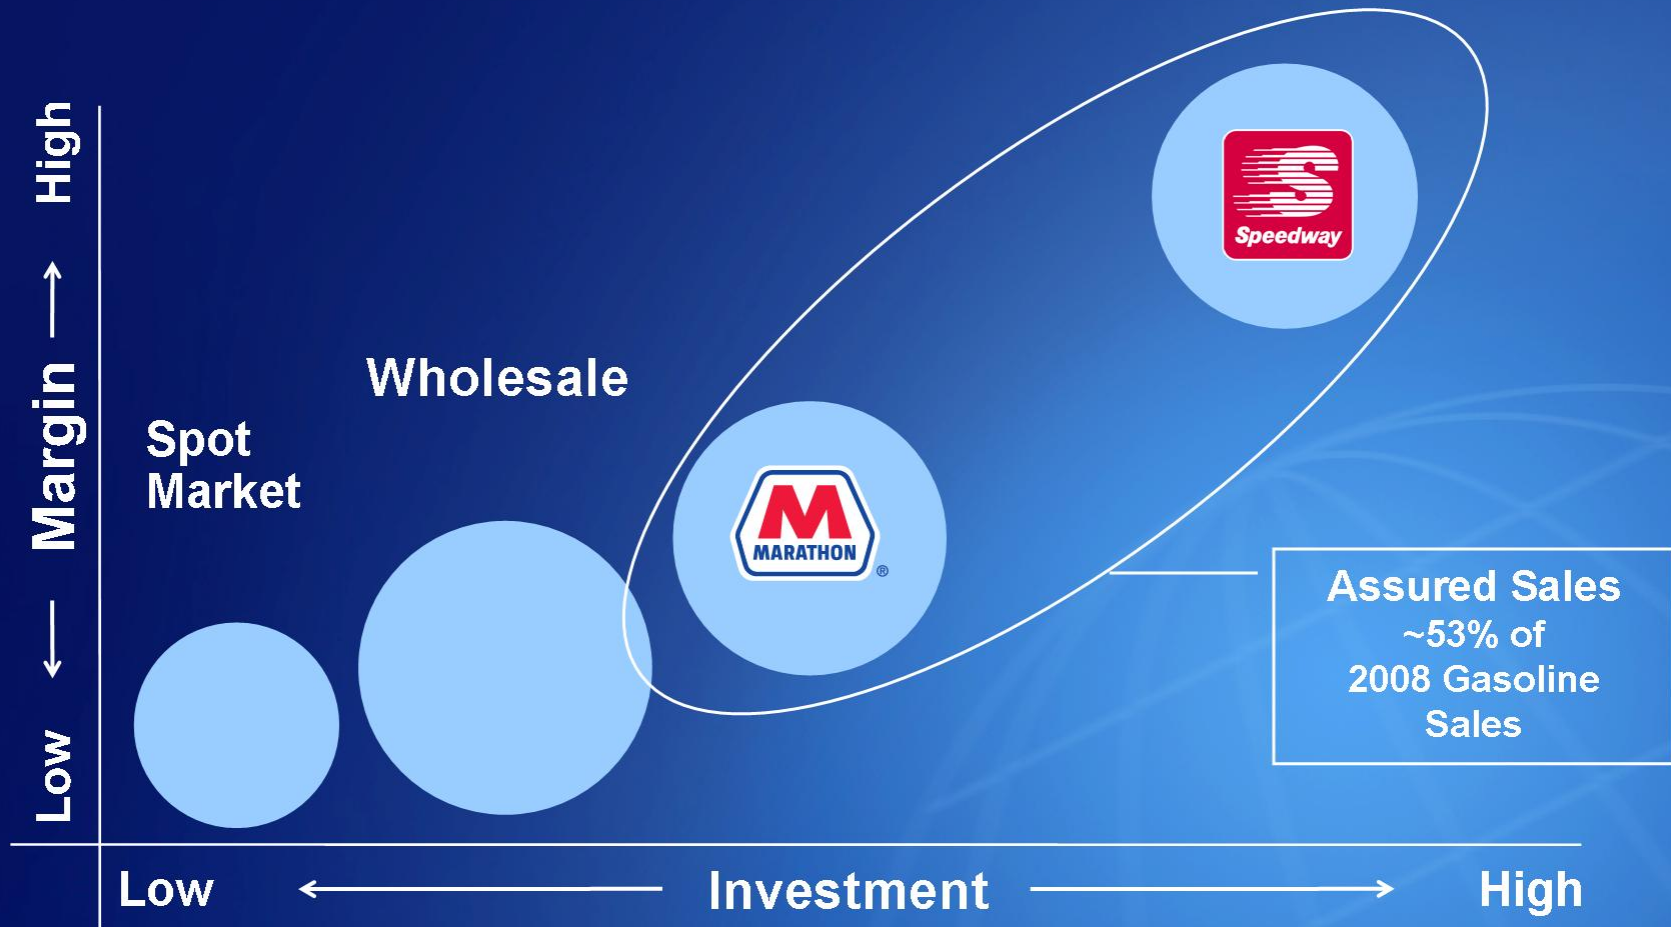 High
Margin
Low
Spot
Market
Wholesale
M
MARATHON
®
S
Speedway
Assured Sales
~53% of
2008 Gasoline
Sales
Low
Investment
High